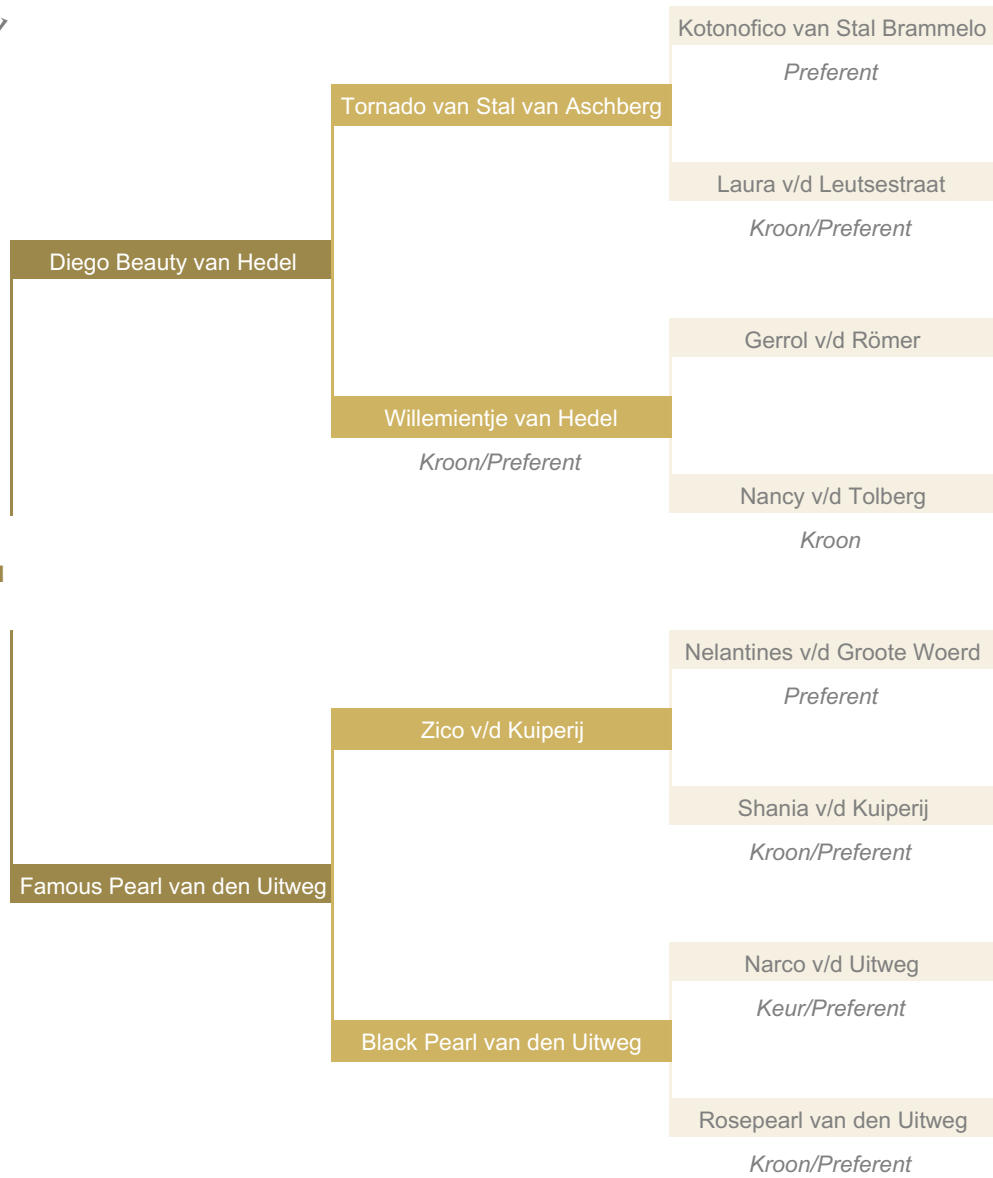 Kotonofico van Stal Brammelo
Preferent
Tornado van Stal van Aschberg
Laura v/d Leutsestraat
Kroon/Preferent
Diego Beauty van Hedel
Gerrol v/d Römer
Willemientje van Hedel
Kroon/Preferent
Nancy v/d Tolberg
Kroon
Nelantines v/d Groote Woerd
Preferent
Zico v/d Kuiperij
Shania v/d Kuiperij
Kroon/Preferent
Famous Pearl van den Uitweg
Narco v/d Uitweg
Keur/Preferent
Black Pearl van den Uitweg
Rosepearl van den Uitweg
Kroon/Preferent